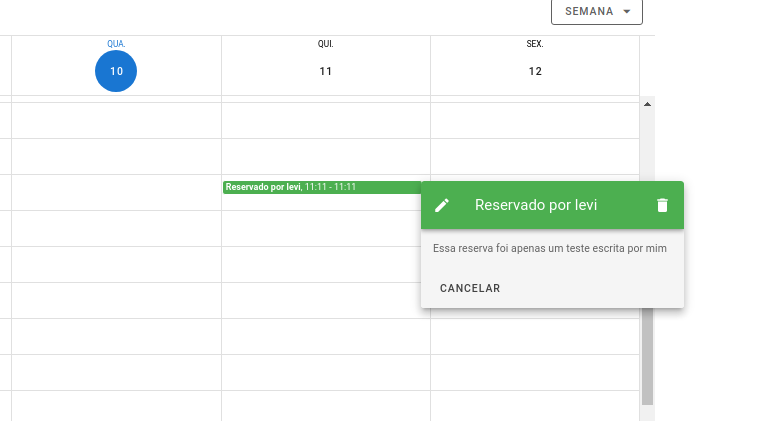 SEMANA
QUA. QUI. SEX.
10 11 12
Reservado por levi, 11:11 - 11:11
Reservado por levi
Essa reserva foi apenas um teste escrita por mim
CANCELAR